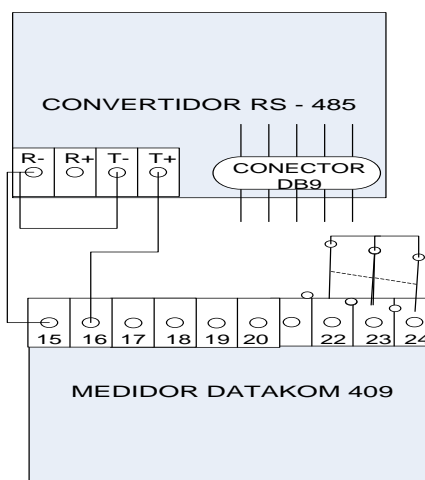 CONVERTIDOR RS - 485
R- R+ T- T+
CONECTOR
DB9
15 16 17 18 19 20 22 23 24
MEDIDOR DATAKOM 409